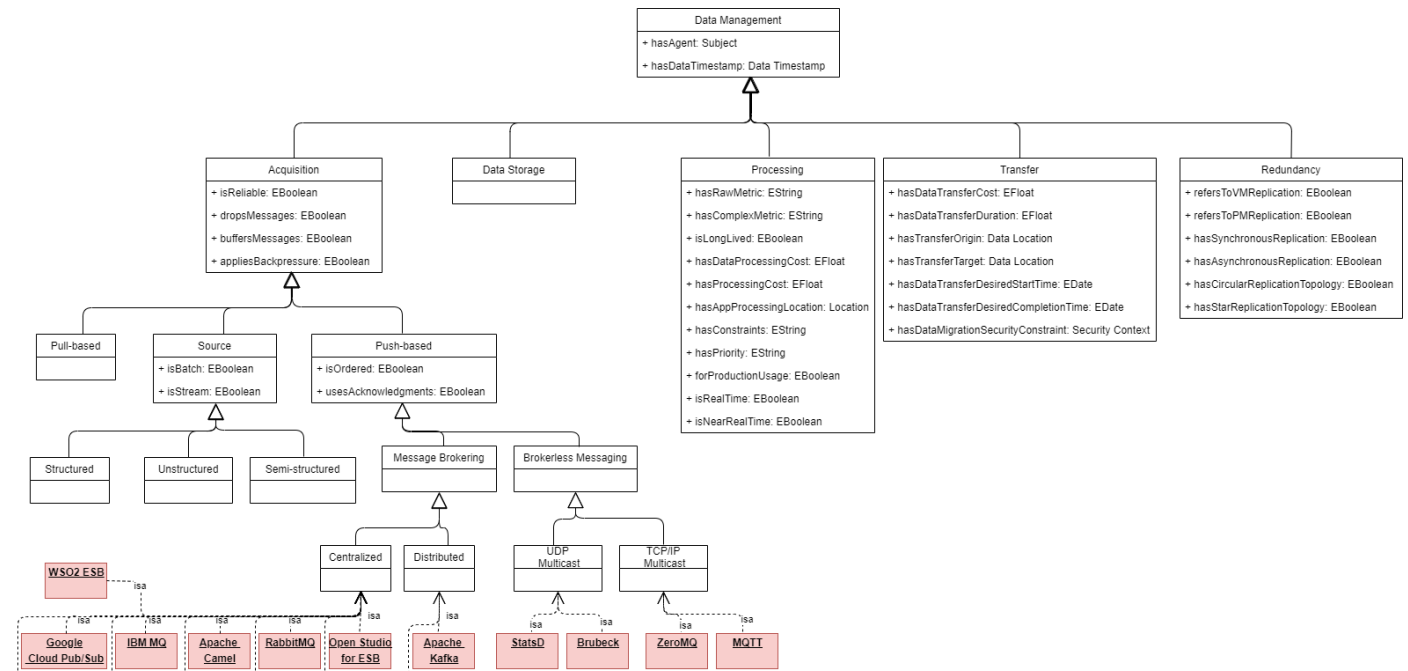 Data Management
+ hasAgent: Subject
+ hasDataTimestamp: Data Timestamp
Acquisition
+ isReliable: EBoolean
+ dropsMessages: EBoolean
+ buffersMessages: EBoolean
+ appliesBackpressure: EBoolean
Data Storage
Processing
+ hasRawMetric: EString
+ hasComplexMetric: EString
+ isLongLived: EBoolean
+ hasDataProcessingCost: EFloat
+ hasProcessingCost: EFloat
+ hasAppProcessingLocation: Location
+ hasConstraints: EString
+ hasPriority: EString
+ forProductionUsage: EBoolean
+ isRealTime: EBoolean
+ isNearRealTime: EBoolean
Transfer
+ hasDataTransferCost: EFloat
+ hasDataTransferDuration: EFloat
+ hasTransferOrigin: Data Location
+ hasTransferTarget: Data Location
+ hasDataTransferDesiredStartTime: EDate
+ hasDataTransferDesiredCompletionTime: EDate
+ hasDataMigrationSecurityConstraint: Security Context
Redundancy
+ refersToVMReplication: EBoolean
+ refersToPMReplication: EBoolean
+ hasSynchronousReplication: EBoolean
+ hasAsynchronousReplication: EBoolean
+ hasCircularReplicationTopology: EBoolean
+ hasStarReplicationTopology: EBoolean
Pull-based
Source
+ isBatch: EBoolean
+ isStream: EBoolean
Push-based
+ isOrdered: EBoolean
+ usesAcknowledgments: EBoolean
Structured
Unstructured
Semi-structured
Message Brokering
Brokerless Messaging
Centralized
Distributed
UDP
Multicast
TCP/IP
Multicast
WSO2 ESB
isa
isa
isa
isa
isa
isa
isa
isa
isa
isa
isa
Google
Cloud Pub/Sub
IBM MQ
Apache
Camel
RabbitMQ
Open Studio
for ESB
Apache
Kafka
StatsD
Brubeck
ZeroMQ
MQTT